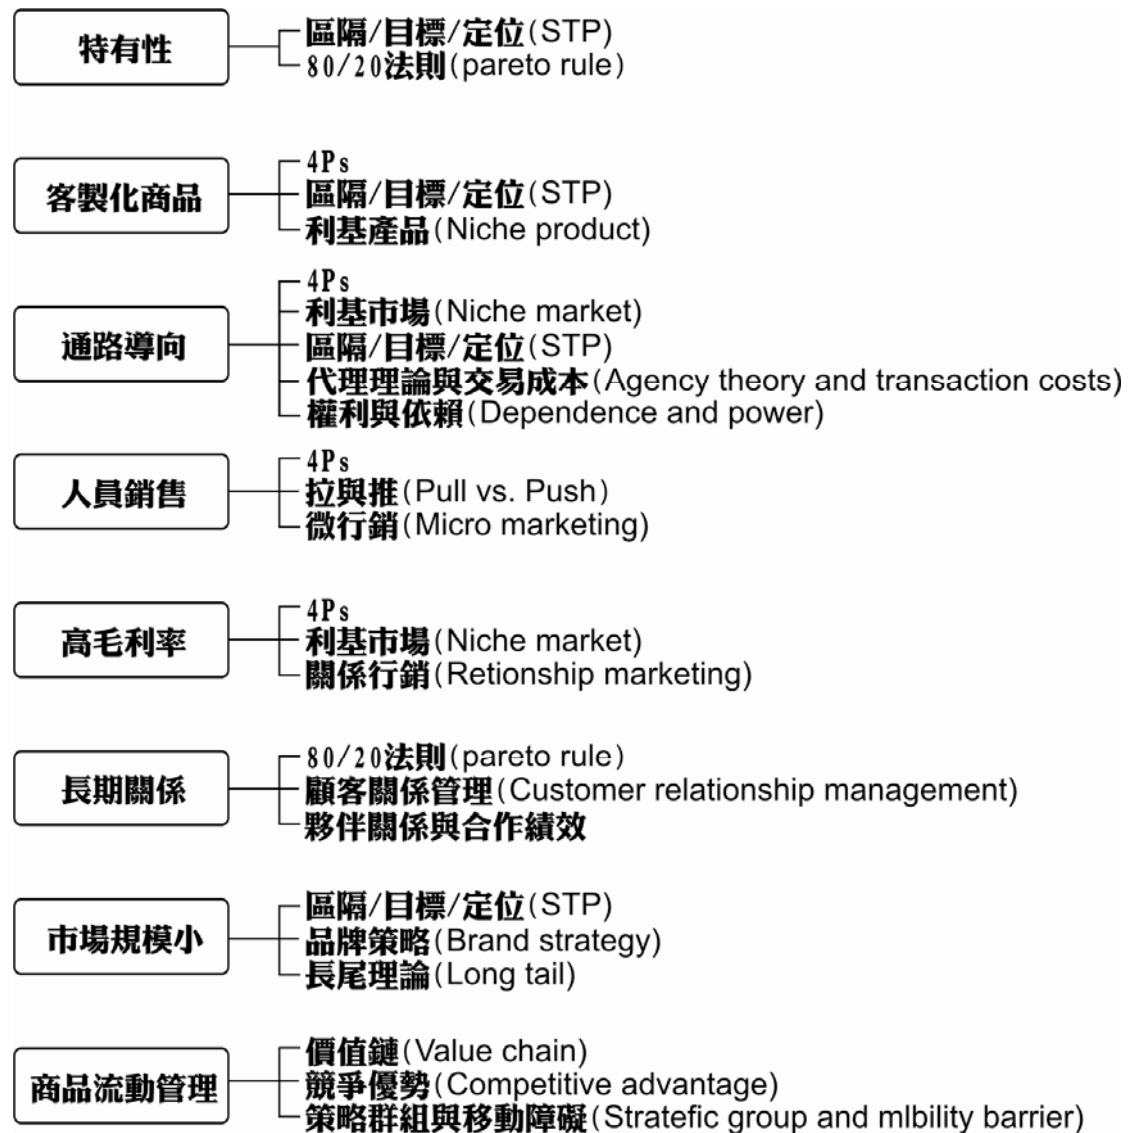 特有性
區隔/目標/定位(STP)
80/20法則(pareto rule)
客製化商品
4Ps
區隔/目標/定位(STP)
利基產品(Niche product)
通路導向
4Ps
利基市場(Niche market)
區隔/目標/定位(STP)
代理理論與交易成本(Agency theory and transaction costs)
權利與依賴(Dependence and power)
人員銷售
4Ps
拉與推(Pull vs. Push)
微行銷(Micro marketing)
高毛利率
4Ps
利基市場(Niche market)
關係行銷(Retionship marketing)
長期關係
80/20法則(pareto rule)
顧客關係管理(Customer relationship management)
夥伴關係與合作績效
市場規模小
區隔/目標/定位(STP)
品牌策略(Brand strategy)
長尾理論(Long tail)
商品流動管理
價值鏈(Value chain)
競爭優勢(Competitive advantage)
策略群組與移動障礙(Stratefic group and mlbility barrier)